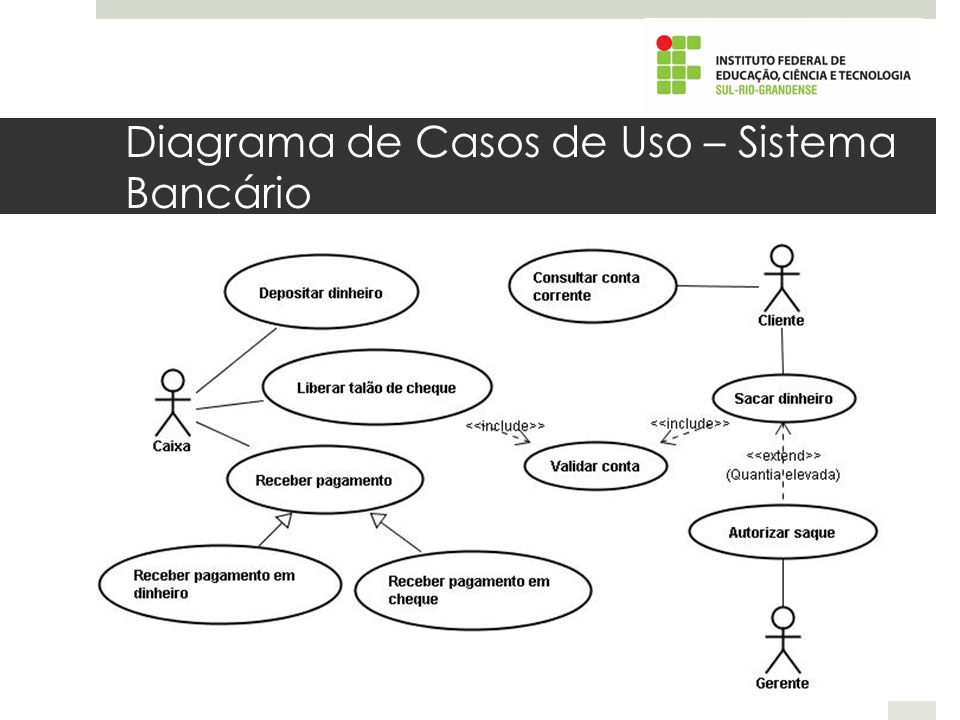 INSTITUTO FEDERAL DE
EDUCAÇÃO, CIÊNCIA E TECNOLOGIA
SUL-RIO-GRANDENSE
Diagrama de Casos de Uso – Sistema
Bancário
Depositar dinheiro
Consultar conta
corrente
Cliente
Liberar talão de cheque
Sacar dinheiro
Caixa
<<include>>
<<include>>
Validar conta
<<extend>>
(Quantia elevada)
Receber pagamento
Autorizar saque
Receber pagamento em
dinheiro
Receber pagamento em
cheque
Gerente